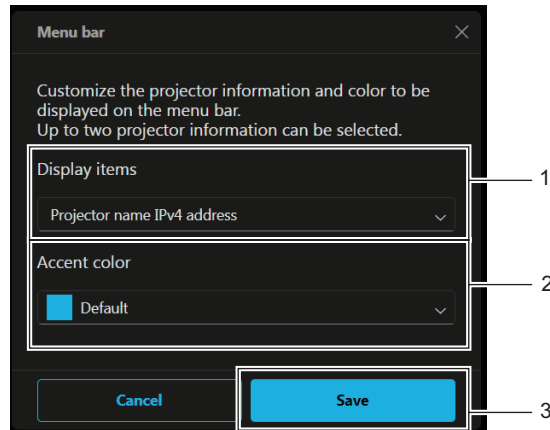 Menu bar
Customize the projector information and color to be
displayed on the menu bar.
Up to two projector information can be selected.
Display items
1
Projector name IPv4 address
Accent color
2
Default
Cancel
Save
3